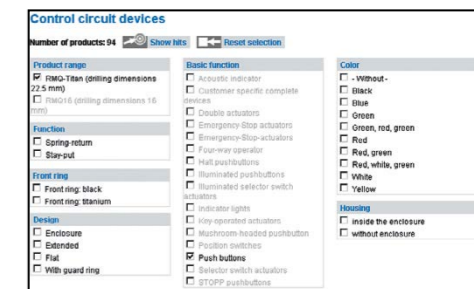 Control circuit devices
Number of products: 94 Show hits Reset selection
Product range
RMQ-Titan (drilling dimensions
22.5 mm)
RMQ16 (drilling dimensions 16
mm)
Function
Spring-return
Stay-put
Front ring
Front ring: black
Front ring: titanium
Design
Enclosure
Extended
Flat
With guard ring
Basic function
Acoustic indicator
Customer specific complete
devices
Double actuators
Emergency-Stop actuators
Emergency-Stop-actuators
Four-way operator
Halt pushbuttons
Illuminated pushbuttons
Illuminated selector switch
actuators
Indicator lights
Key-operated actuators
Mushroom-headed pushbutton
Position switches
Push buttons
Selector switch actuators
STOPP pushbuttons
Color
- Without -
Black
Blue
Green
Green, red, green
Red
Red, green
Red, white, green
White
Yellow
Housing
inside the enclosure
without enclosure